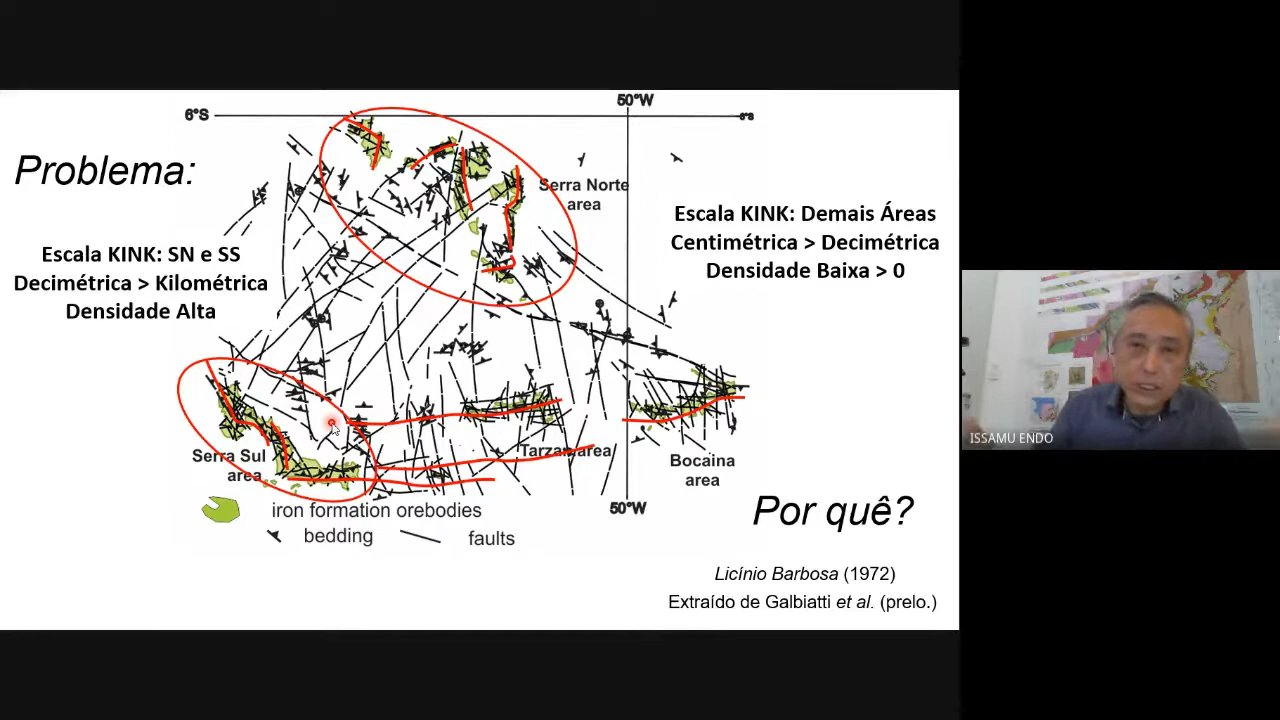 50°W
6°S
6°S
Problema:
Serra Norte
area
Escala KINK: Demais Áreas
Centimétrica > Decimétrica
Densidade Baixa > 0
Escala KINK: SN e SS
Decimétrica > Kilométrica
Densidade Alta
ISSAMU ENDO
Serra Sul
area
Tarzan area
Bocaina
area
50°W
iron formation orebodies
bedding
faults
Por quê?
Licínio Barbosa (1972)
Extraído de Galbiatti et al. (prelo.)